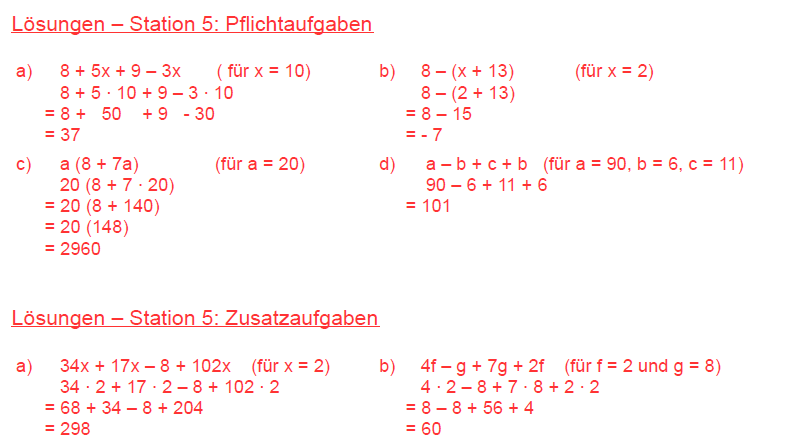 Lösungen – Station 5: Pflichtaufgaben
a) 8 + 5x + 9 – 3x ( für x = 10)
8 + 5 · 10 + 9 – 3 · 10
= 8 + 50 + 9 - 30
= 37
b) 8 – (x + 13) (für x = 2)
8 – (2 + 13)
= 8 – 15
= - 7
c) a (8 + 7a) (für a = 20)
20 (8 + 7 · 20)
= 20 (8 + 140)
= 20 (148)
= 2960
d) a – b + c + b (für a = 90, b = 6, c = 11)
90 – 6 + 11 + 6
= 101
Lösungen – Station 5: Zusatzaufgaben
a) 34x + 17x – 8 + 102x (für x = 2)
34 · 2 + 17 · 2 – 8 + 102 · 2
= 68 + 34 – 8 + 204
= 298
b) 4f – g + 7g + 2f (für f = 2 und g = 8)
4 · 2 – 8 + 7 · 8 + 2 · 2
= 8 – 8 + 56 + 4
= 60